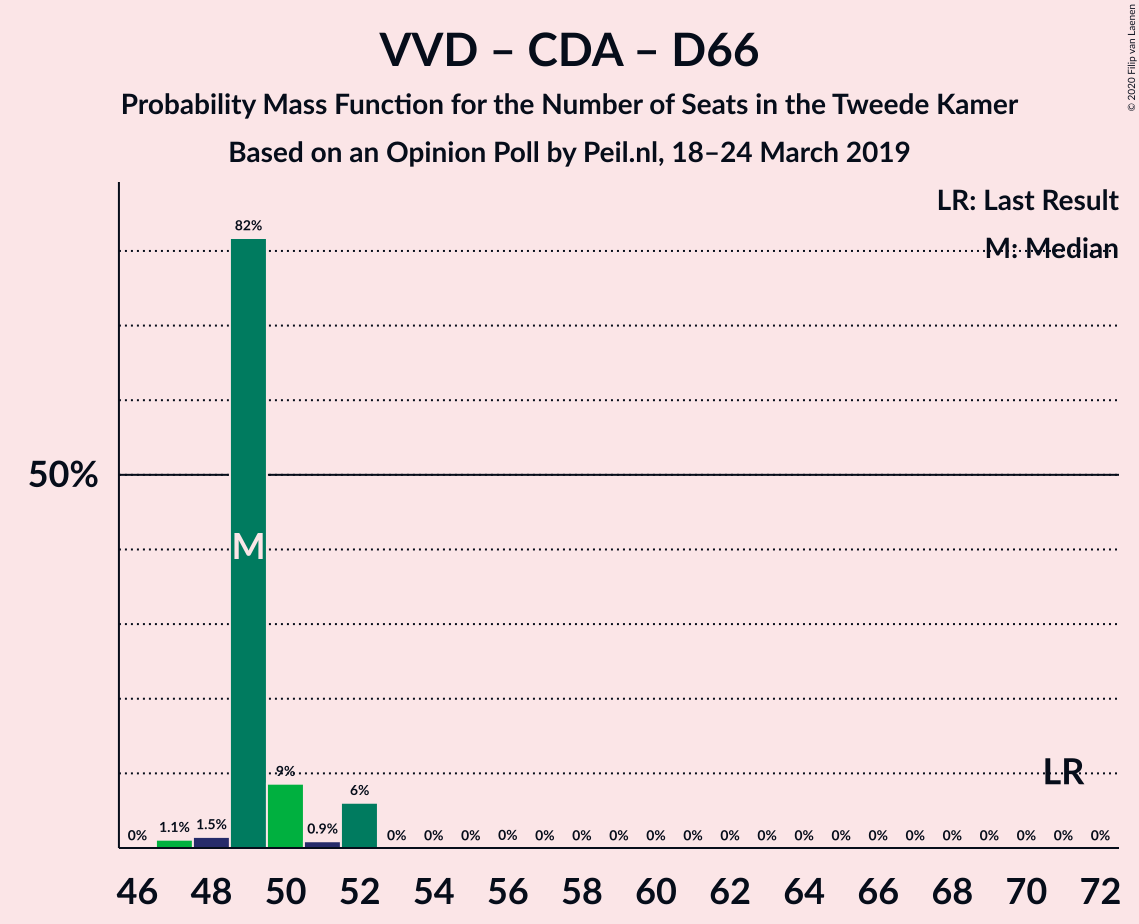 VVD – CDA – D66
Probability Mass Function for the Number of Seats in the Tweede Kamer
Based on an Opinion Poll by Peil.nl, 18–24 March 2019
© 2020 Filip van Laenen
LR: Last Result
M: Median
82%
50%
M
LR
0% 1.1% 1.5% 9% 0.9% 6% 0% 0% 0% 0% 0% 0% 0% 0% 0% 0% 0% 0% 0% 0% 0% 0% 0% 0% 0% 0%
46 48 50 52 54 56 58 60 62 64 66 68 70 72